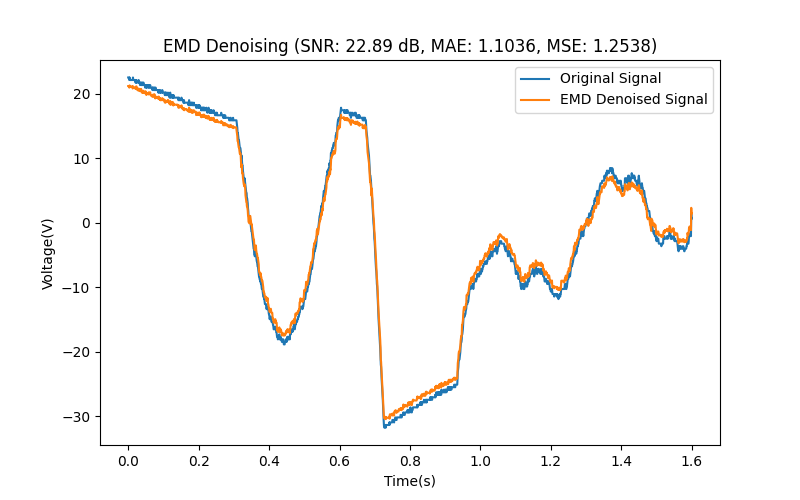 EMD Denoising (SNR: 22.89 dB, MAE: 1.1036, MSE: 1.2538)
Original Signal
EMD Denoised Signal
Voltage(V)
20
10
0
−10
−20
−30
0.0 0.2 0.4 0.6 0.8 1.0 1.2 1.4 1.6
Time(s)